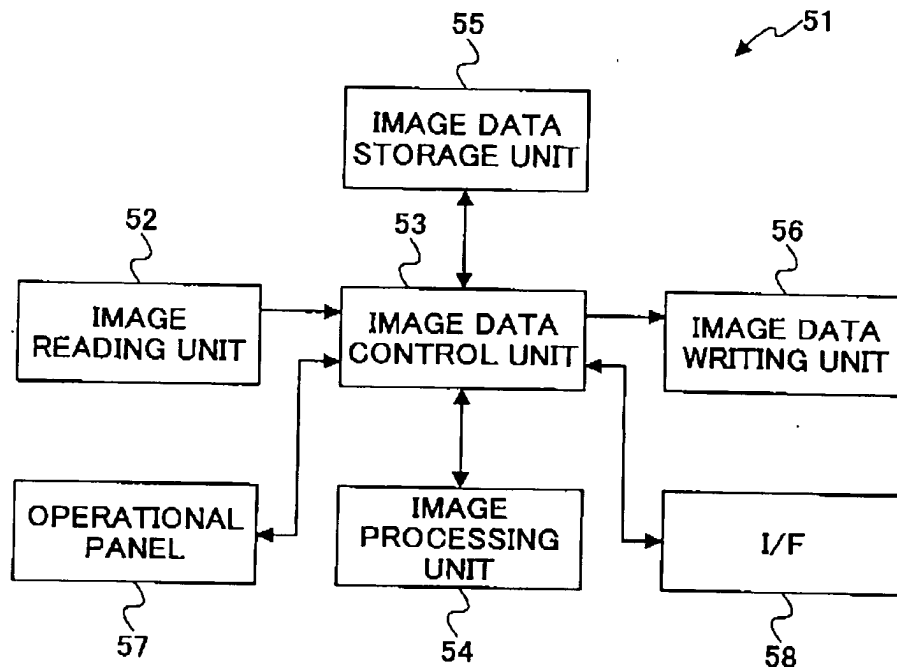 51
55
IMAGE DATA
STORAGE UNIT
52
53
56
IMAGE
READING UNIT
IMAGE DATA
CONTROL UNIT
IMAGE DATA
WRITING UNIT
OPERATIONAL
PANEL
IMAGE
PROCESSING
UNIT
I/F
57
54
58